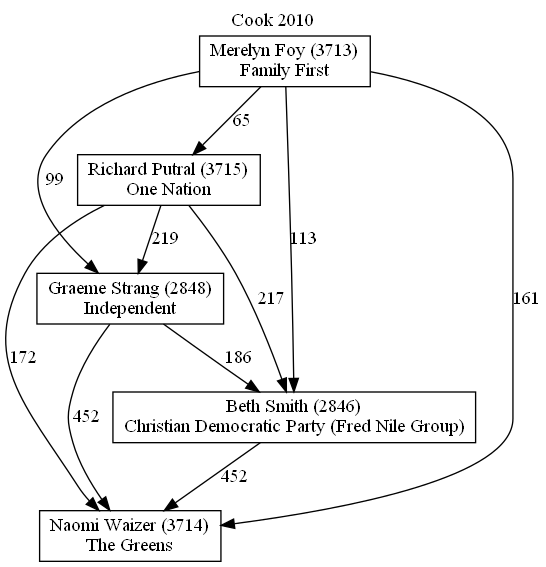 Cook 2010
Merelyn Foy (3713)
Family First
65
Richard Putral (3715)
One Nation
99
219
113
Graeme Strang (2848)
Independent
217
161
172
186
452
Beth Smith (2846)
Christian Democratic Party (Fred Nile Group)
452
Naomi Waizer (3714)
The Greens